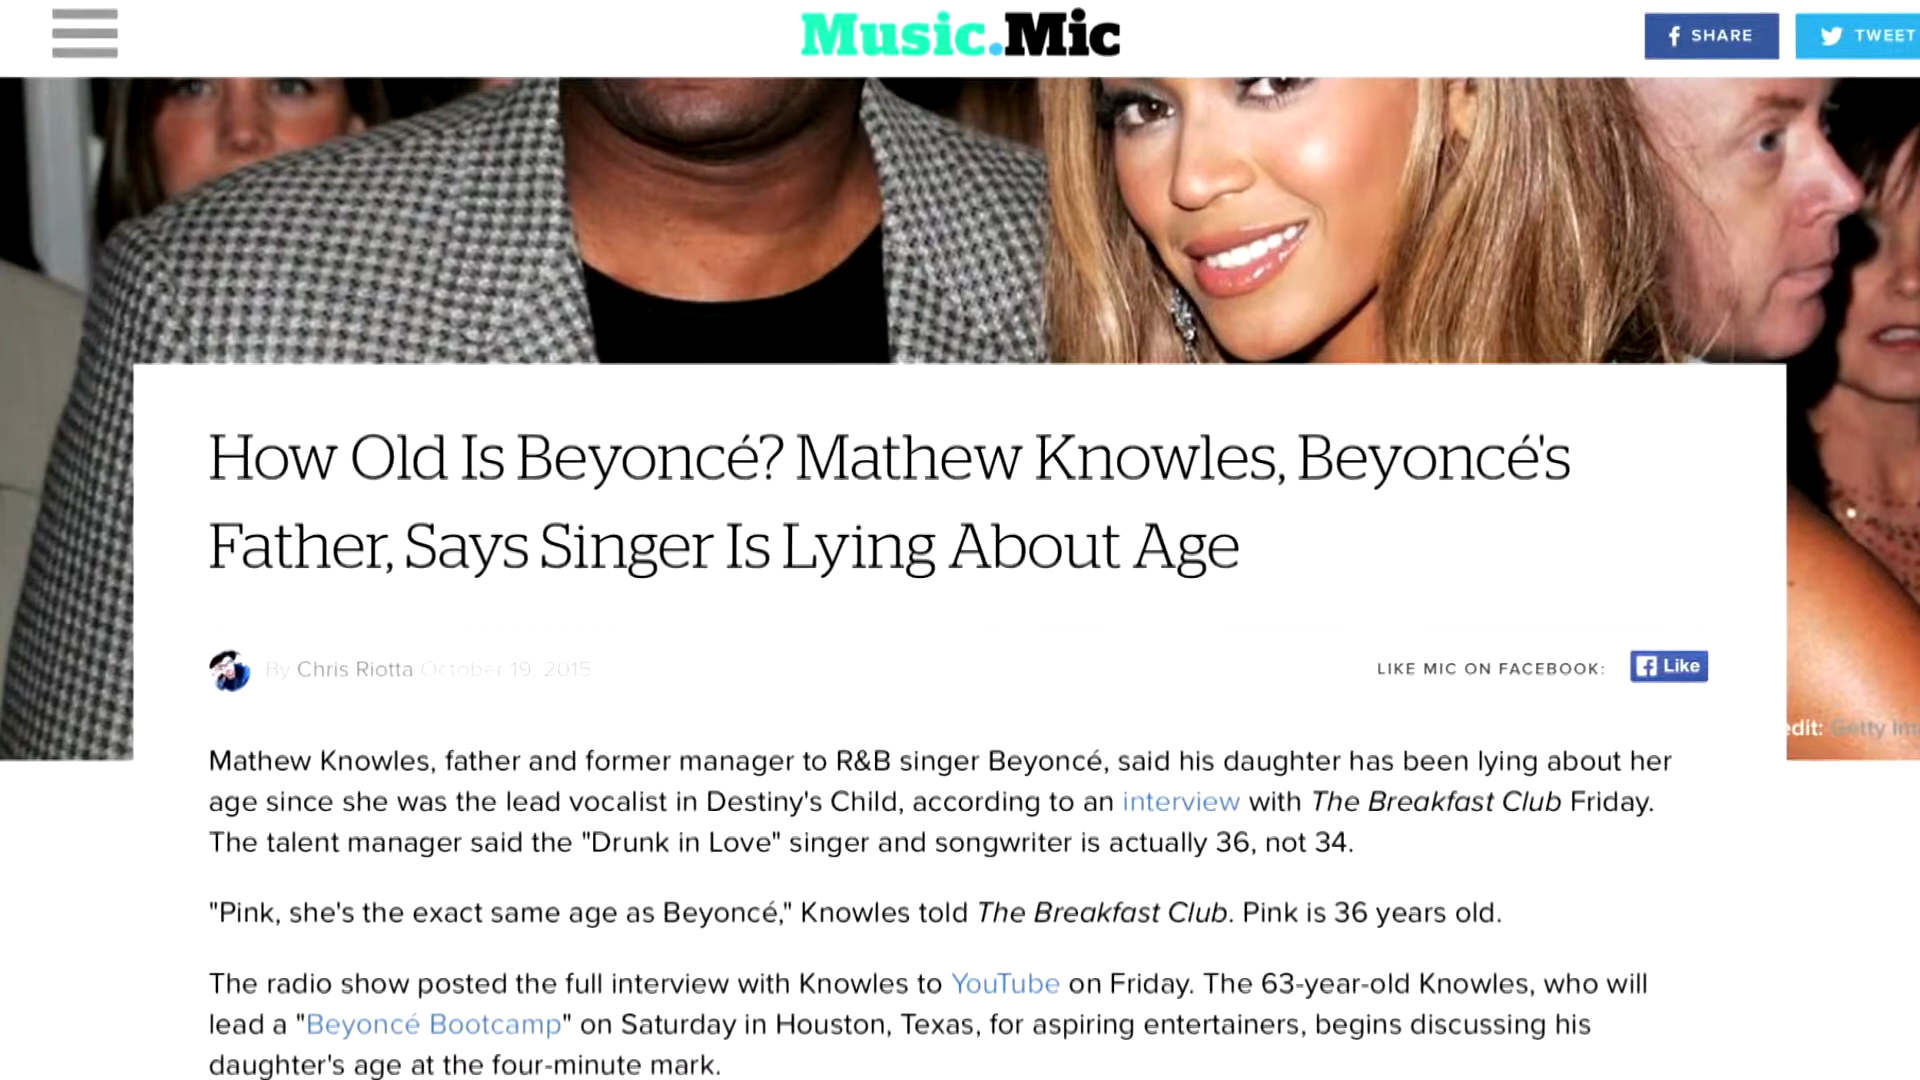 Music.Mic
SHARE
TWEET
How Old Is Beyoncé? Mathew Knowles, Beyoncé's
Father, Says Singer Is Lying About Age
By Chris Riotta October 19, 2015
LIKE MIC ON FACEBOOK:
Like
edit: Getty Im
Mathew Knowles, father and former manager to R&B singer Beyoncé, said his daughter has been lying about her
age since she was the lead vocalist in Destiny's Child, according to an interview with The Breakfast Club Friday.
The talent manager said the "Drunk in Love" singer and songwriter is actually 36, not 34.
"Pink, she's the exact same age as Beyoncé," Knowles told The Breakfast Club. Pink is 36 years old.
The radio show posted the full interview with Knowles to YouTube on Friday. The 63-year-old Knowles, who will
lead a "Beyoncé Bootcamp" on Saturday in Houston, Texas, for aspiring entertainers, begins discussing his
daughter's age at the four-minute mark.